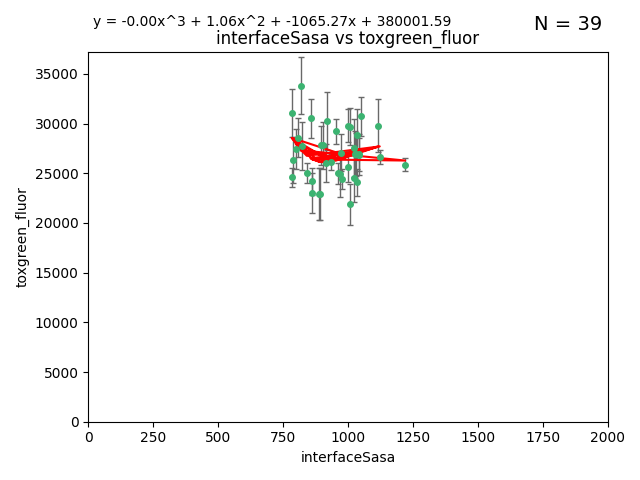 y = -0.00x^3 + 1.06x^2 + -1065.27x + 380001.59
N = 39
interfaceSasa vs toxgreen_fluor
35000
30000
25000
20000
15000
10000
5000
0
toxgreen_fluor
0 250 500 750 1000 1250 1500 1750 2000
interfaceSasa